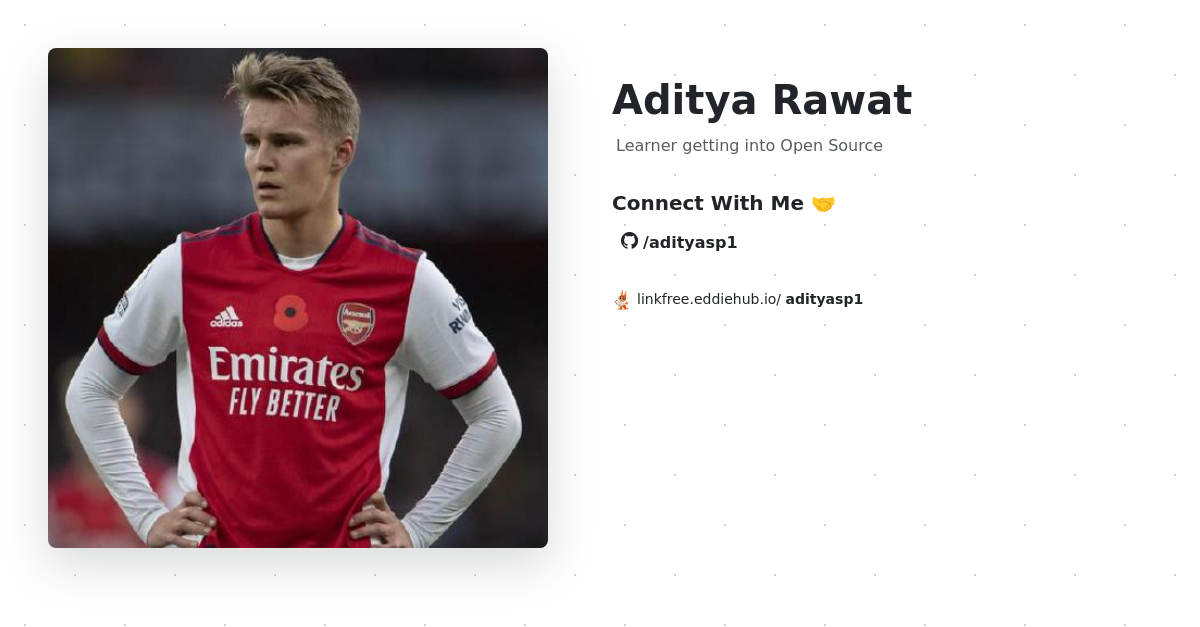 Aditya Rawat
Learner getting into Open Source
Connect With Me 🤝
/adityasp1
linkfree.eddiehub.io/ adityasp1
adidas
Arsenal
Emirates
FLY BETTER